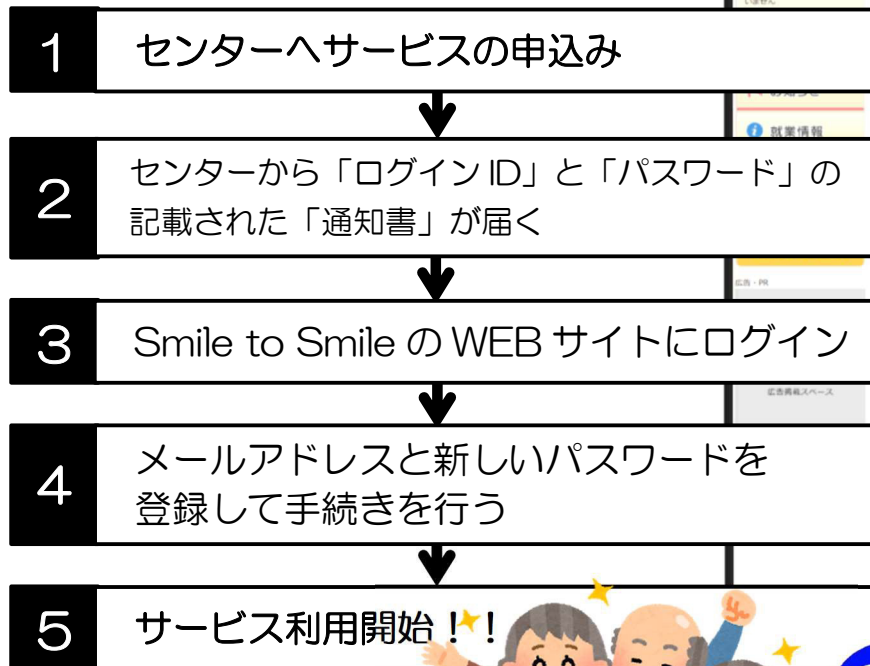 1
センターへサービスの申込み
就業情報
2
センターから「ログインID」と「パスワード」の
記載された「通知書」が届く
広告・PR
3
Smile to Smile の WEB サイトにログイン
広告掲載スペース
4
メールアドレスと新しいパスワードを
登録して手続きを行う
5
サービス利用開始！！